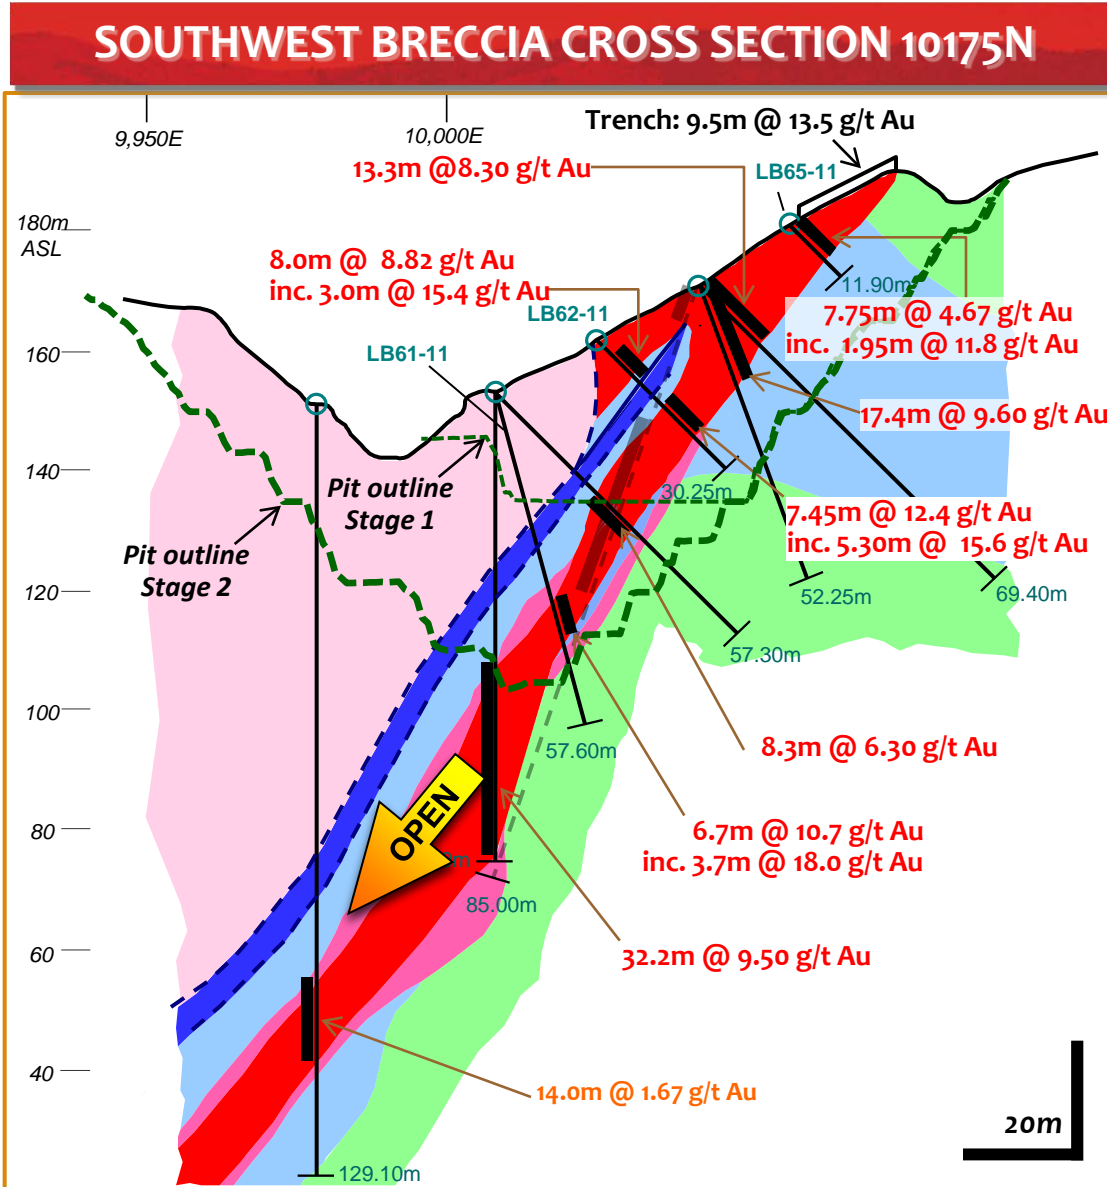 SOUTHWEST BRECCIA CROSS SECTION 10175N
9,950E
10,000E
Trench: 9.5m @ 13.5 g/t Au
13.3m @8.30 g/t Au
LB65-11
180m
ASL
8.0m @ 8.82 g/t Au
inc. 3.0m @ 15.4 g/t Au
11.90m
LB62-11
7.75m @ 4.67 g/t Au
inc. 1.95m @ 11.8 g/t Au
160
LB61-11
17.4m @ 9.60 g/t Au
140
Pit outline
Stage 1
30.25m
7.45m @ 12.4 g/t Au
inc. 5.30m @ 15.6 g/t Au
Pit outline
Stage 2
120
52.25m
69.40m
57.30m
100
57.60m
8.3m @ 6.30 g/t Au
80
OPEN
6.7m @ 10.7 g/t Au
inc. 3.7m @ 18.0 g/t Au
85.00m
60
32.2m @ 9.50 g/t Au
40
14.0m @ 1.67 g/t Au
20m
129.10m